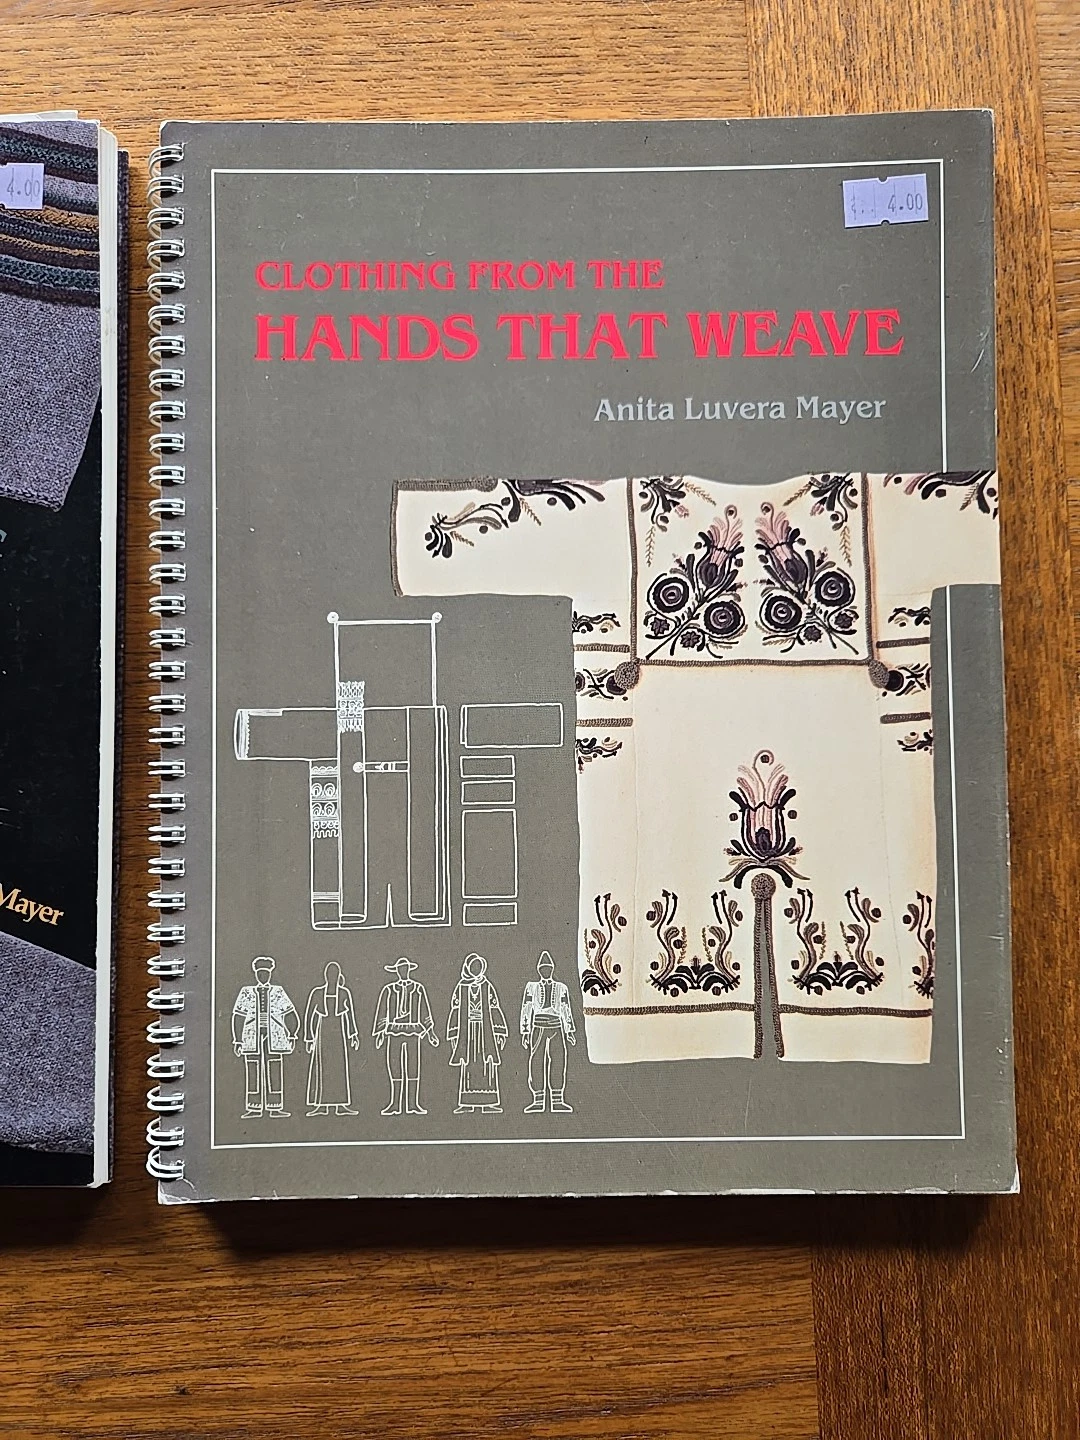 4.00
Mayer
4.00
CLOTHING FROM THE
HANDS THAT WEAVE
Anita Luvera Mayer